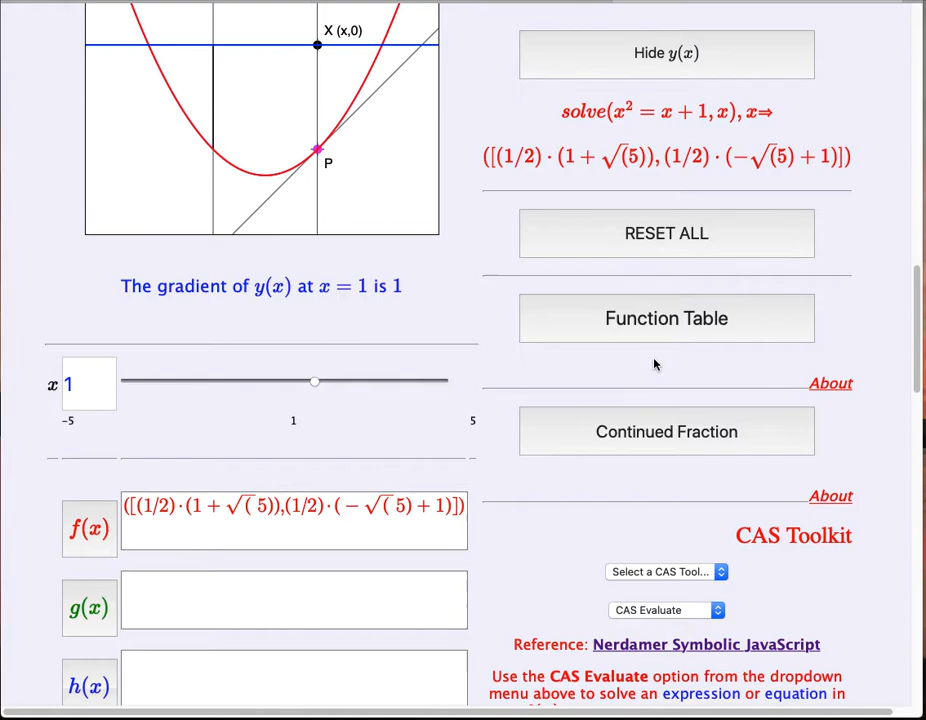 X (x,0)
P
The gradient of y(x) at x = 1 is 1
x 1
-5 1 5
f(x) ([(1/2)·(1 + √( 5)),(1/2)·( − √( 5) + 1)])
g(x)
h(x)
Hide y(x)
solve(x² = x + 1, x), x⇒
([(1/2) · (1 + √(5)), (1/2) · (−√(5) + 1)])
RESET ALL
Function Table
About
Continued Fraction
About
CAS Toolkit
Select a CAS Tool...
CAS Evaluate
Reference: Nerdamer Symbolic JavaScript
Use the CAS Evaluate option from the dropdown
menu above to solve an expression or equation in